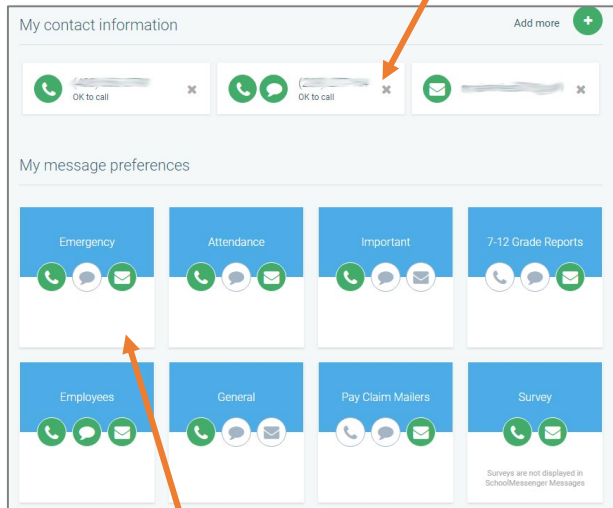 My contact information
Add more
OK to call
OK to call
My message preferences
Emergency
Attendance
Important
7-12 Grade Reports
Employees
General
Pay Claim Mailers
Survey
Surveys are not displayed in
SchoolMessenger Messages